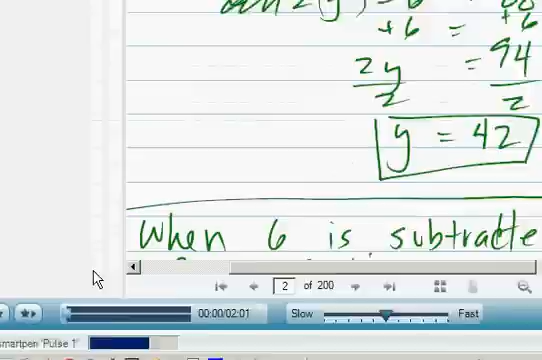 +6 = +6
2y = 94
2 2
y = 42
When 6 is subtracte
2 of 200
00:00/02:01 Slow Fast
smartpen 'Pulse 1'